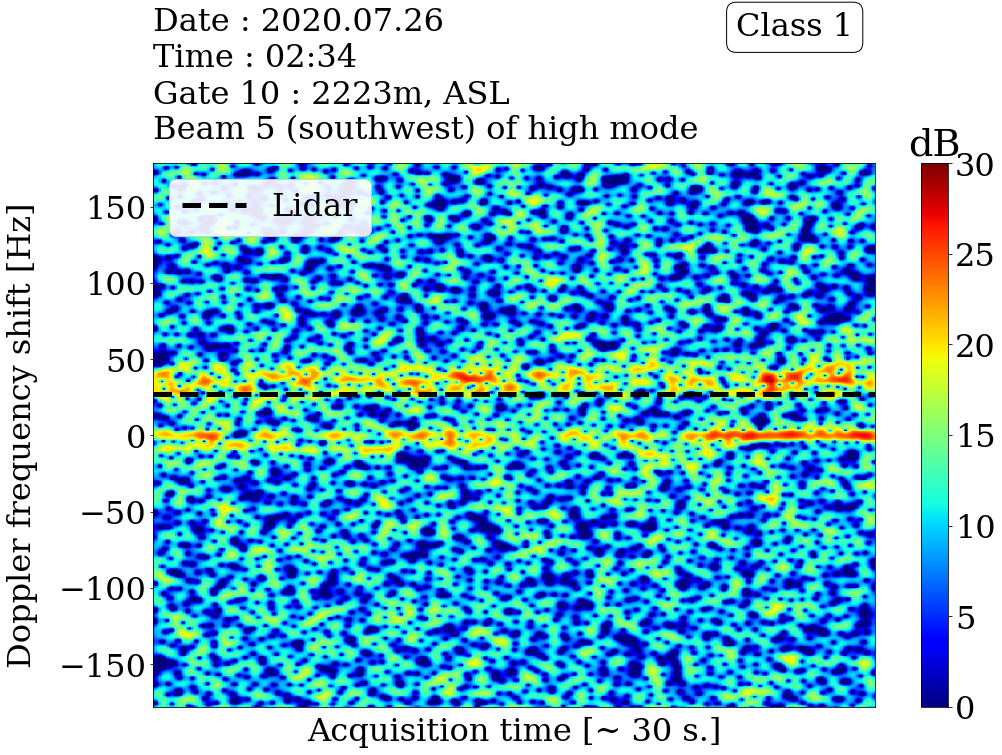 Date : 2020.07.26
Time : 02:34
Gate 10 : 2223m, ASL
Beam 5 (southwest) of high mode
Class 1
dB
Lidar
Doppler frequency shift [Hz]
150
100
50
0
−50
−100
−150
30
25
20
15
10
5
0
Acquisition time [~ 30 s.]